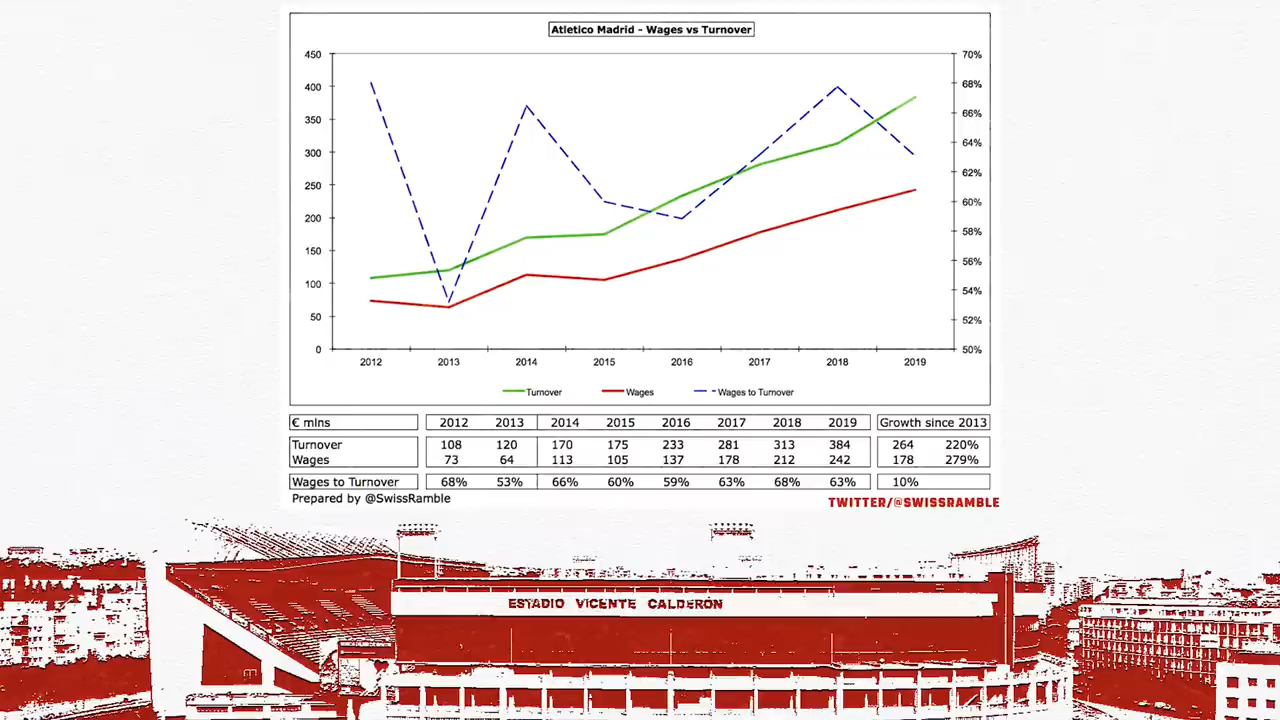 Atletico Madrid - Wages vs Turnover
450 70%
400 68%
350 66%
300 64%
250 62%
200 60%
150 58%
100 56%
50 54%
0 52%
50%
2012 2013 2014 2015 2016 2017 2018 2019
Turnover Wages Wages to Turnover
€ mlns 2012 2013 2014 2015 2016 2017 2018 2019 Growth since 2013
Turnover 108 120 170 175 233 281 313 384 264 220%
Wages 73 64 113 105 137 178 212 242 178 279%
Wages to Turnover 68% 53% 66% 60% 59% 63% 68% 63% 10%
Prepared by @SwissRamble
TWITTER/@SWISSRAMBLE
ESTADIO VICENTE CALDERÓN